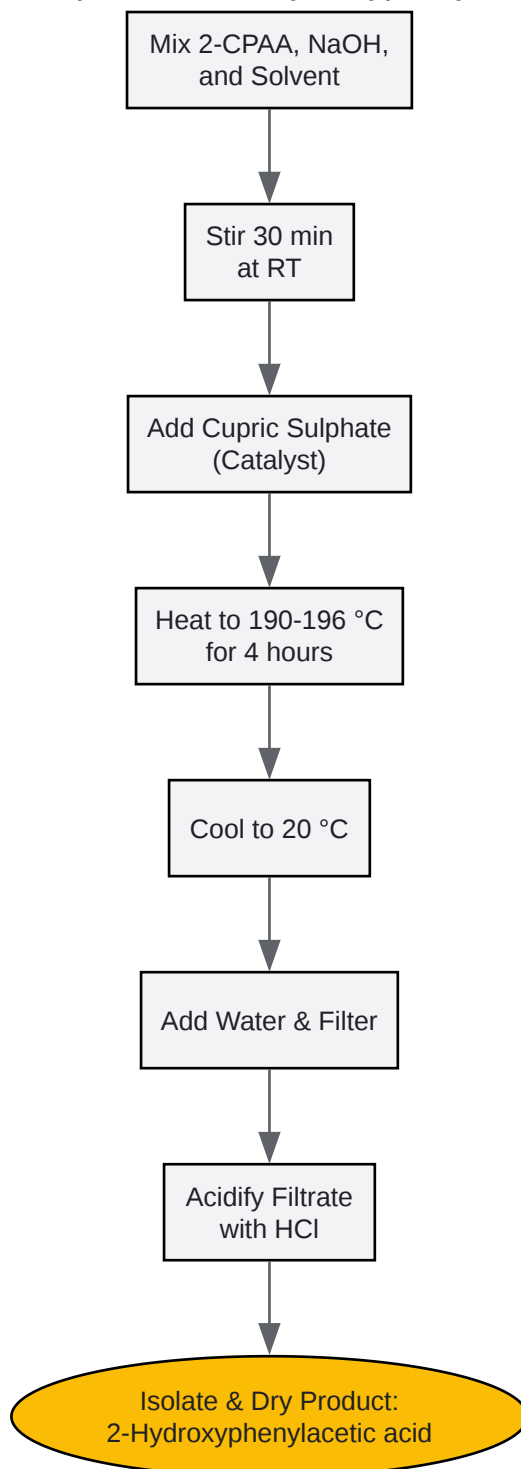 Mix 2-CPAA, NaOH,
and Solvent
Stir 30 min
at RT
Add Cupric Sulphate
(Catalyst)
Heat to 190-196 °C
for 4 hours
Cool to 20 °C
Add Water & Filter
Acidify Filtrate
with HCl
Isolate & Dry Product:
2-Hydroxyphenylacetic acid